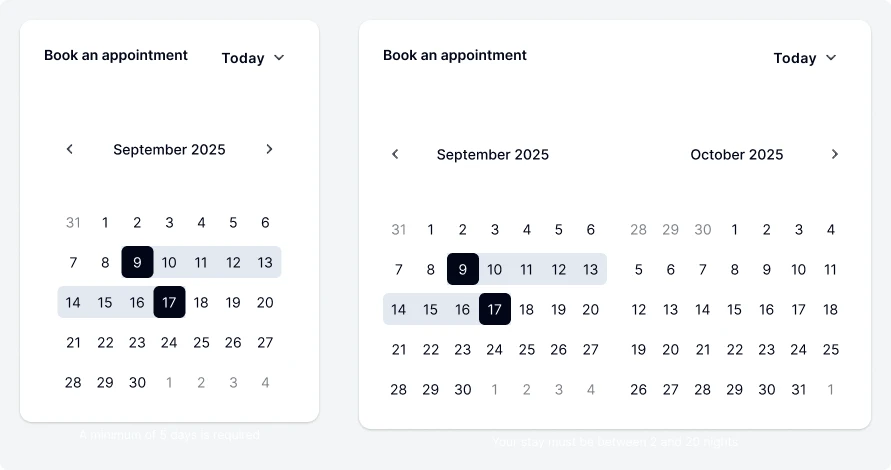 Book an appointment
Today
September 2025
31 1 2 3 4 5 6
7 8 9 10 11 12 13
14 15 16 17 18 19 20
21 22 23 24 25 26 27
28 29 30 1 2 3 4
A minimum of 5 days is required
Book an appointment
Today
September 2025
31 1 2 3 4 5 6
7 8 9 10 11 12 13
14 15 16 17 18 19 20
21 22 23 24 25 26 27
28 29 30 1 2 3 4
October 2025
28 29 30 1 2 3 4
5 6 7 8 9 10 11
12 13 14 15 16 17 18
19 20 21 22 23 24 25
26 27 28 29 30 31 1
Your stay must be between 2 and 20 nights